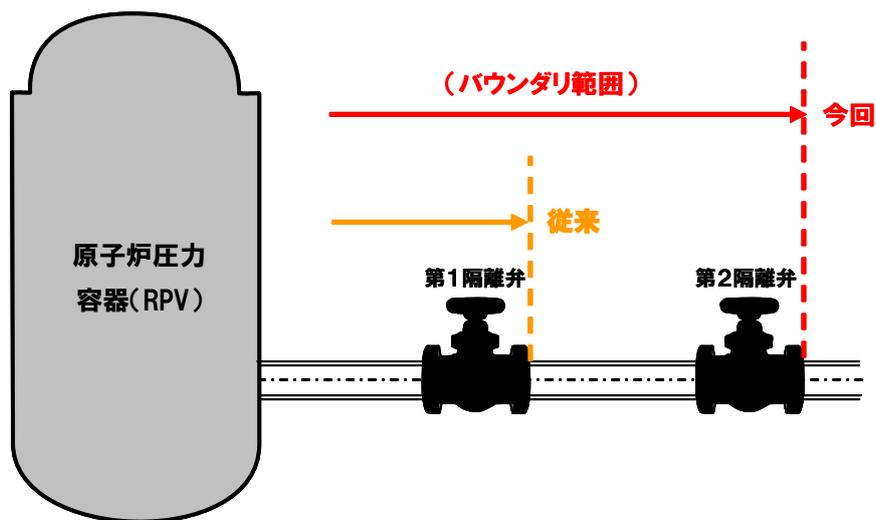 （バウンダリ範囲）
今回
従来
第１隔離弁
第２隔離弁
原子炉圧力
容器（RPV）